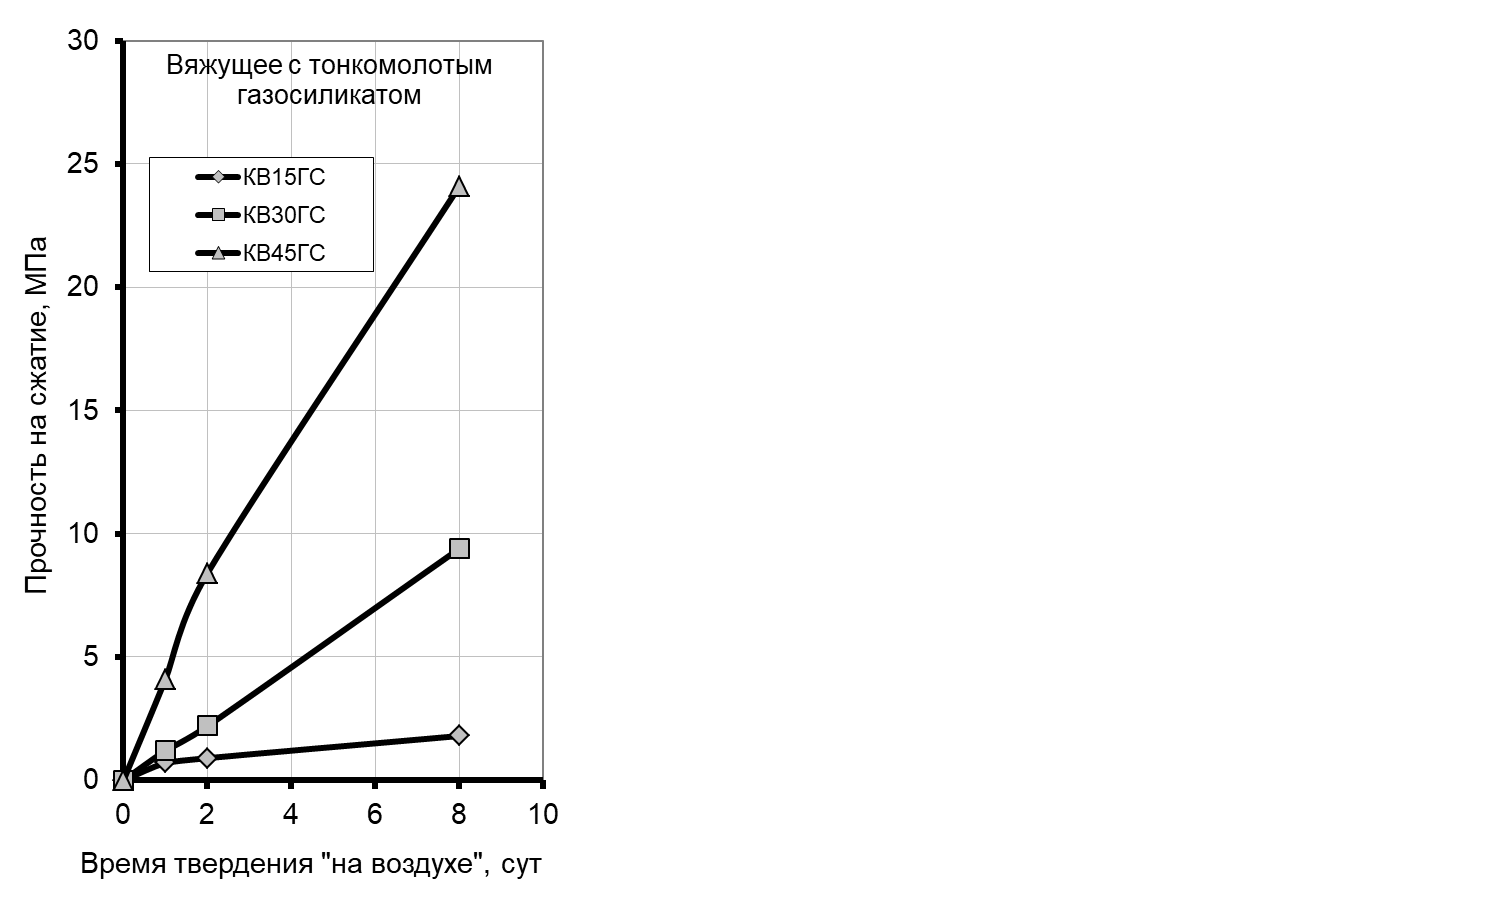 30
Вяжущее с тонкомолотым
газосиликатом
25
КВ15ГС
КВ30ГС
КВ45ГС
20
15
10
5
0
0 2 4 6 8 10
Прочность на сжатие, МПа
Время твердения "на воздухе", сут